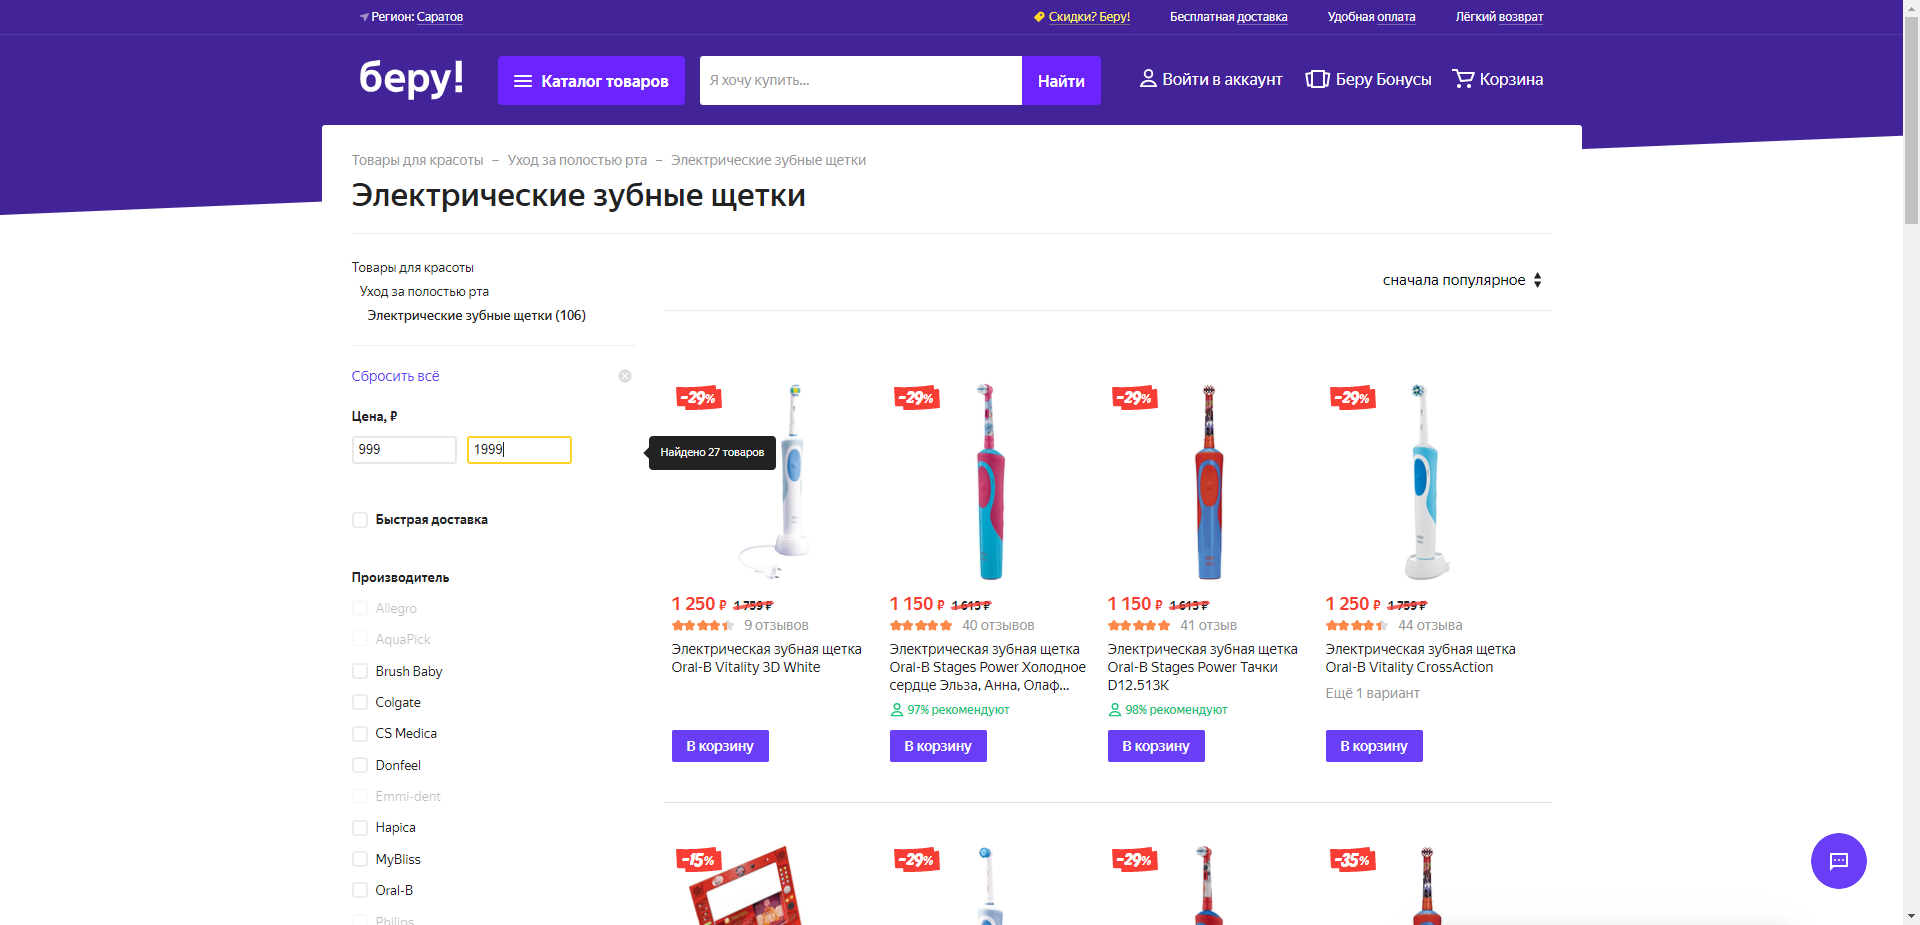 Регион: Саратов
Скидки? Беру!
Бесплатная доставка
Удобная оплата
Лёгкий возврат
беру!
Каталог товаров
Я хочу купить...
Найти
Войти в аккаунт
Беру Бонусы
Корзина
Товары для красоты – Уход за полостью рта – Электрические зубные щетки
Электрические зубные щетки
Товары для красоты
Уход за полостью рта
Электрические зубные щетки (106)
сначала популярное
Сбросить всё
Цена, ₽
999
1999
Найдено 27 товаров
Быстрая доставка
Производитель
Allegro
AquaPick
Brush Baby
Colgate
CS Medica
Donfeel
Emmi-dent
Hapica
MyBliss
Oral-B
Philips
-29%
1 250 ₽ 1 759 ₽
9 отзывов
Электрическая зубная щетка
Oral-B Vitality 3D White
В корзину
-29%
1 150 ₽ 1 613 ₽
40 отзывов
Электрическая зубная щетка
Oral-B Stages Power Холодное
сердце Эльза, Анна, Олаф...
97% рекомендуют
В корзину
-29%
1 150 ₽ 1 613 ₽
41 отзыв
Электрическая зубная щетка
Oral-B Stages Power Тачки
D12.513K
98% рекомендуют
В корзину
-29%
1 250 ₽ 1 759 ₽
44 отзыва
Электрическая зубная щетка
Oral-B Vitality CrossAction
Ещё 1 вариант
В корзину
-15%
-29%
-29%
-35%